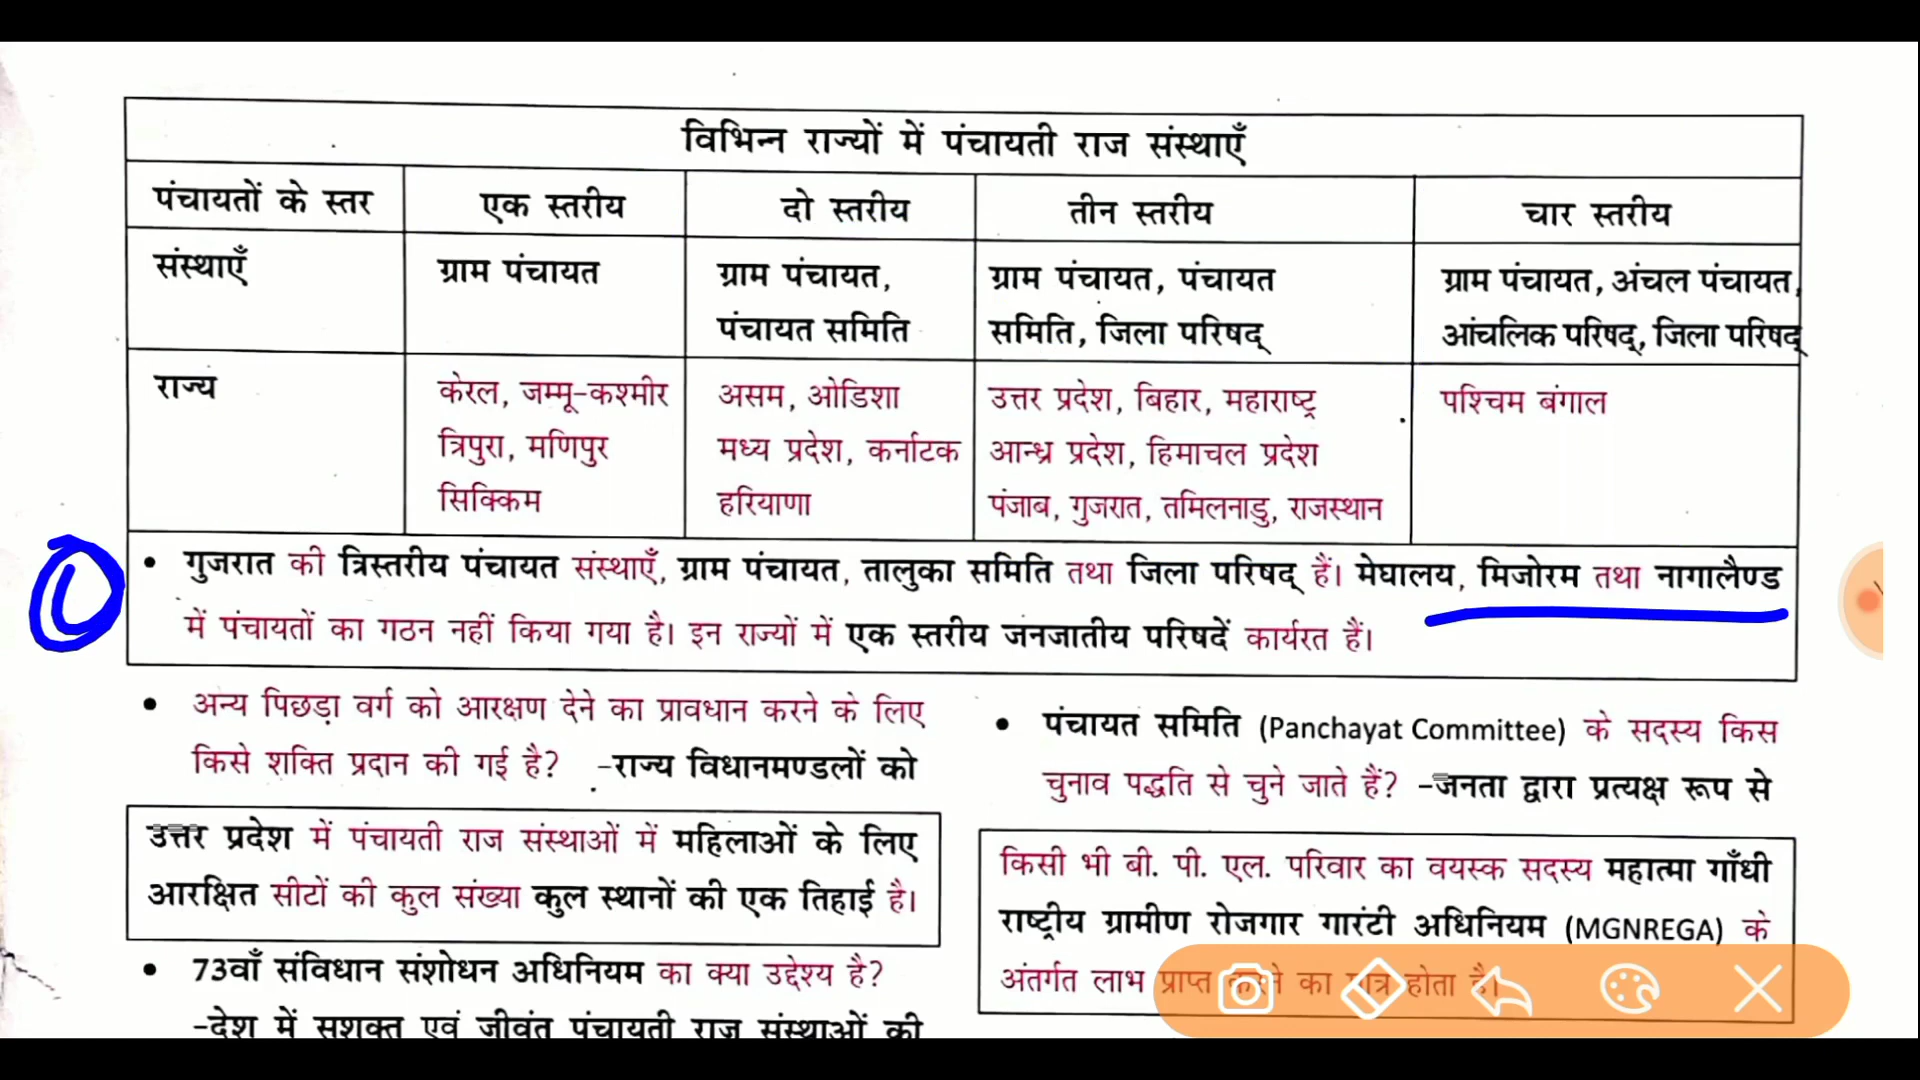 विभिन्न राज्यों में पंचायती राज संस्थाएँ
पंचायतों के स्तर एक स्तरीय दो स्तरीय तीन स्तरीय चार स्तरीय
संस्थाएँ ग्राम पंचायत ग्राम पंचायत, ग्राम पंचायत, पंचायत ग्राम पंचायत, अंचल पंचायत,
पंचायत समिति समिति, जिला परिषद् आंचलिक परिषद्, जिला परिषद्
राज्य केरल, जम्मू-कश्मीर असम, ओडिशा उत्तर प्रदेश, बिहार, महाराष्ट्र पश्चिम बंगाल
त्रिपुरा, मणिपुर मध्य प्रदेश, कर्नाटक आन्ध्र प्रदेश, हिमाचल प्रदेश
सिक्किम हरियाणा पंजाब, गुजरात, तमिलनाडु, राजस्थान
• गुजरात की त्रिस्तरीय पंचायत संस्थाएँ, ग्राम पंचायत, तालुका समिति तथा जिला परिषद् हैं। मेघालय, मिजोरम तथा नागालैण्ड
में पंचायतों का गठन नहीं किया गया है। इन राज्यों में एक स्तरीय जनजातीय परिषदें कार्यरत हैं।
• अन्य पिछड़ा वर्ग को आरक्षण देने का प्रावधान करने के लिए
किसे शक्ति प्रदान की गई है? -राज्य विधानमण्डलों को
उत्तर प्रदेश में पंचायती राज संस्थाओं में महिलाओं के लिए
आरक्षित सीटों की कुल संख्या कुल स्थानों की एक तिहाई है।
• 73वाँ संविधान संशोधन अधिनियम का क्या उद्देश्य है?
-देश में सशक्त एवं जीवंत पंचायती राज संस्थाओं की
• पंचायत समिति (Panchayat Committee) के सदस्य किस
चुनाव पद्धति से चुने जाते हैं? -जनता द्वारा प्रत्यक्ष रूप से
किसी भी बी. पी. एल. परिवार का वयस्क सदस्य महात्मा गाँधी
राष्ट्रीय ग्रामीण रोजगार गारंटी अधिनियम (MGNREGA) के
अंतर्गत लाभ प्राप्त करने का पात्र होता है।